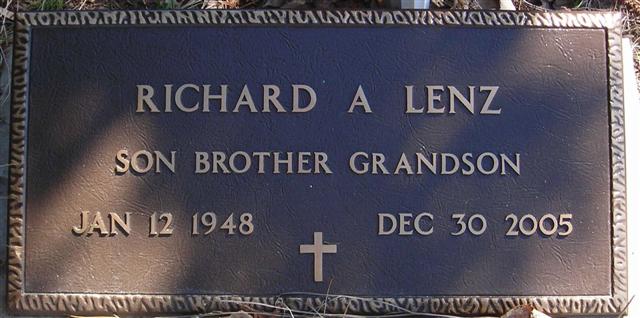 RICHARD A LENZ
SON BROTHER GRANDSON
JAN 12 1948 DEC 30 2005